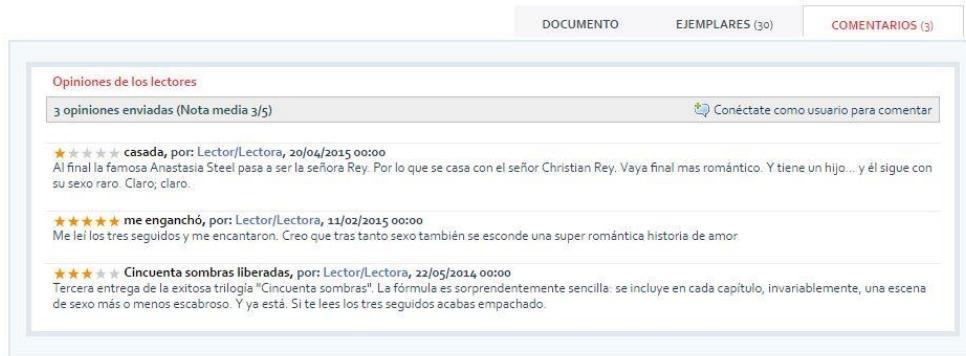 DOCUMENTO EJEMPLARES (30) COMENTARIOS (3)
Opiniones de los lectores
3 opiniones enviadas (Nota media 3/5) Conéctate como usuario para comentar
casada, por: Lector/Lectora, 20/04/2015 00:00
Al final la famosa Anastasia Steel pasa a ser la señora Rey. Por lo que se casa con el señor Christian Rey. Vaya final mas romántico. Y tiene un hijo... y él sigue con
su sexo raro. Claro; claro.
me enganchó, por: Lector/Lectora, 11/02/2015 00:00
Me leí los tres seguidos y me encantaron. Creo que tras tanto sexo también se esconde una super romántica historia de amor
Cincuenta sombras liberadas, por: Lector/Lectora, 22/05/2014 00:00
Tercera entrega de la exitosa trilogía "Cincuenta sombras". La fórmula es sorprendentemente sencilla: se incluye en cada capítulo, invariablemente, una escena
de sexo más o menos escabroso. Y ya está. Si te lees los tres seguidos acabas empachado.